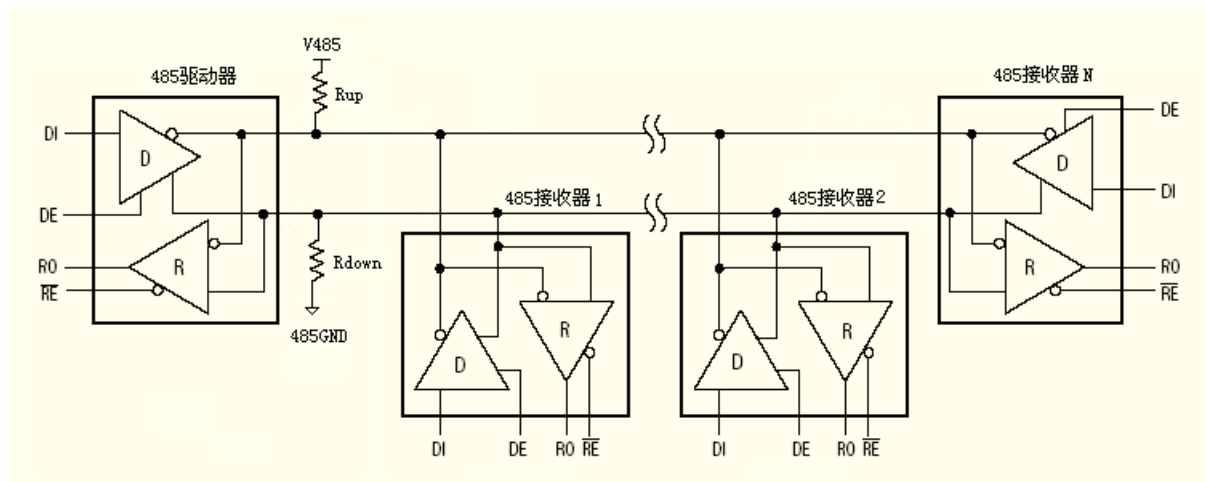 V485
485驱动器
Rup
485接收器 N
DI
D
DE
R
RO
RE
Rdown
485GND
485接收器 1
D
R
DI
DE
RO
RE
485接收器2
D
R
DI
DE
RO
RE
DE
D
DI
R
RO
RE